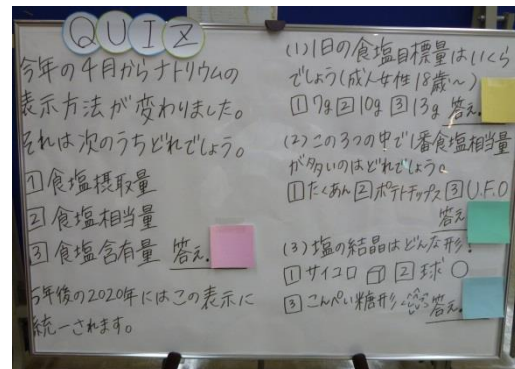 QUIZ
今年の4月からナトリウムの
表示方法が変わりました。
それは次のうちどれでしょう。
1 食塩摂取量
2 食塩相当量
3 食塩含有量 答え.
5年後の2020年にはこの表示に
統一されます。
(1)1日の食塩目標量はいくら
でしょう(成人女性18歳〜)
1 7g 2 10g 3 13g 答え.
(2)この3つの中で1番食塩相当量
が多いのはどれでしょう。
1 たくあん 2 ポテトチップス 3 U.F.O
答え
(3)塩の結晶はどんな形?
1 サイコロ 2 球
3 こんぺい糖形 答え.